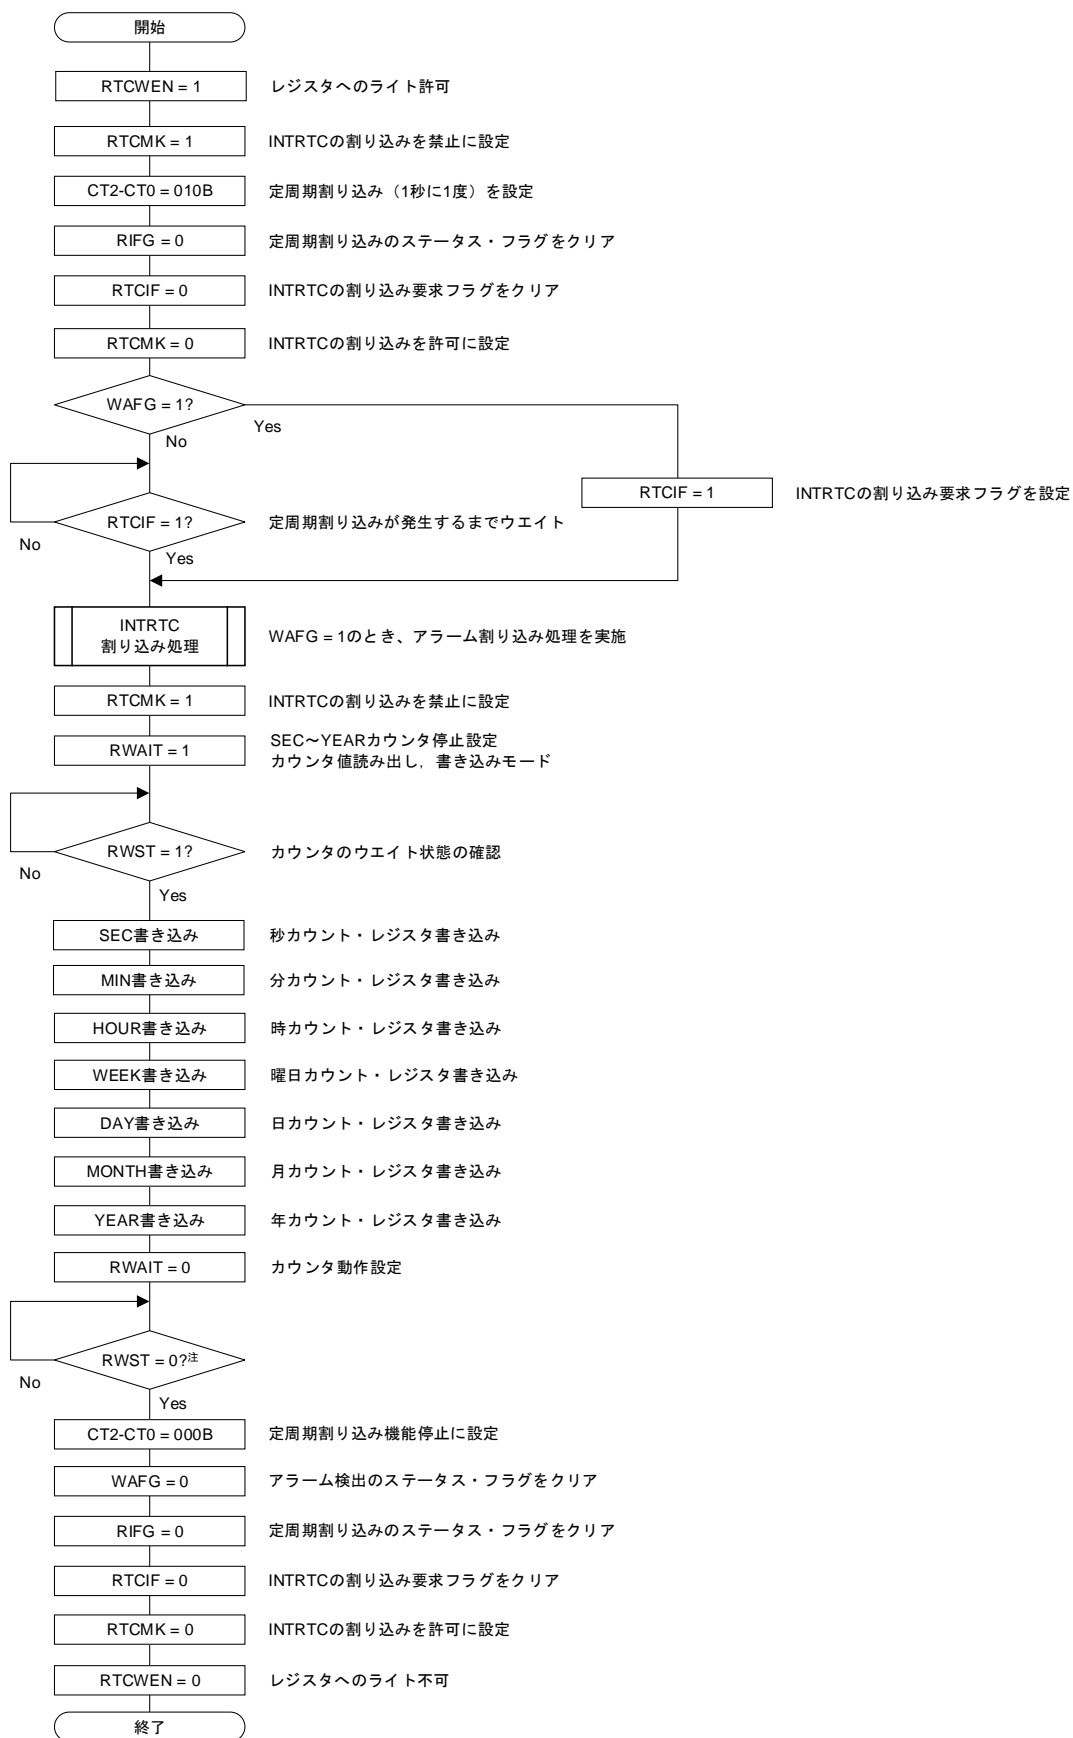 開始
RTCWEN = 1
レジスタへのライト許可
RTCMK = 1
INTRTCの割り込みを禁止に設定
CT2-CT0 = 010B
定周期割り込み（1秒に1度）を設定
RIFG = 0
定周期割り込みのステータス・フラグをクリア
RTCIF = 0
INTRTCの割り込み要求フラグをクリア
RTCMK = 0
INTRTCの割り込みを許可に設定
WAFG = 1?
Yes
No
RTCIF = 1
INTRTCの割り込み要求フラグを設定
RTCIF = 1?
定周期割り込みが発生するまでウエイト
No
Yes
INTRTC
割り込み処理
WAFG = 1のとき、アラーム割り込み処理を実施
RTCMK = 1
INTRTCの割り込みを禁止に設定
RWAIT = 1
SEC～YEARカウンタ停止設定
カウンタ値読み出し，書き込みモード
RWST = 1?
カウンタのウエイト状態の確認
No
Yes
SEC書き込み
秒カウント・レジスタ書き込み
MIN書き込み
分カウント・レジスタ書き込み
HOUR書き込み
時カウント・レジスタ書き込み
WEEK書き込み
曜日カウント・レジスタ書き込み
DAY書き込み
日カウント・レジスタ書き込み
MONTH書き込み
月カウント・レジスタ書き込み
YEAR書き込み
年カウント・レジスタ書き込み
RWAIT = 0
カウンタ動作設定
RWST = 0?注
No
Yes
CT2-CT0 = 000B
定周期割り込み機能停止に設定
WAFG = 0
アラーム検出のステータス・フラグをクリア
RIFG = 0
定周期割り込みのステータス・フラグをクリア
RTCIF = 0
INTRTCの割り込み要求フラグをクリア
RTCMK = 0
INTRTCの割り込みを許可に設定
RTCWEN = 0
レジスタへのライト不可
終了